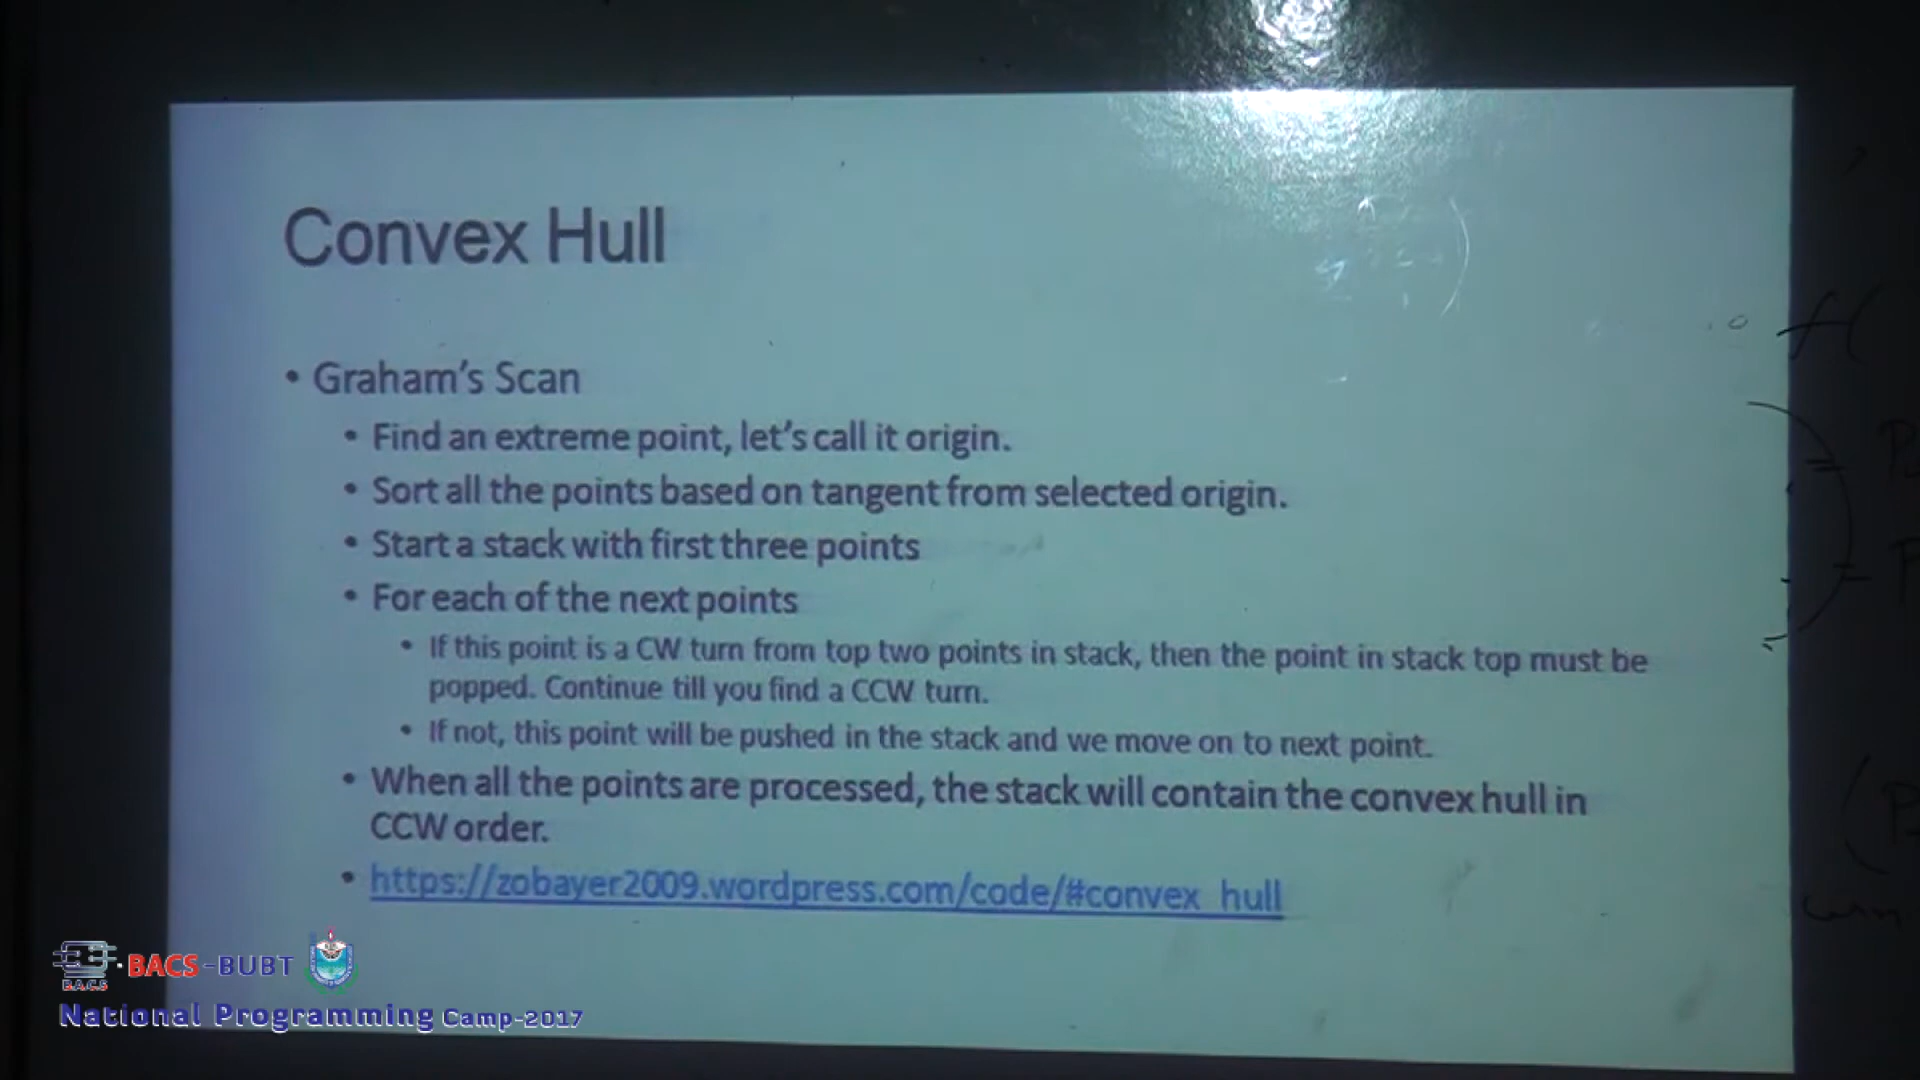 Convex Hull
• Graham's Scan
• Find an extreme point, let's call it origin.
• Sort all the points based on tangent from selected origin.
• Start a stack with first three points
• For each of the next points
• If this point is a CW turn from top two points in stack, then the point in stack top must be
popped. Continue till you find a CCW turn.
• If not, this point will be pushed in the stack and we move on to next point.
• When all the points are processed, the stack will contain the convex hull in
CCW order.
• https://zobayer2009.wordpress.com/code/#convex_hull
B.A.C.S
BACS-BUBT
National Programming Camp-2017